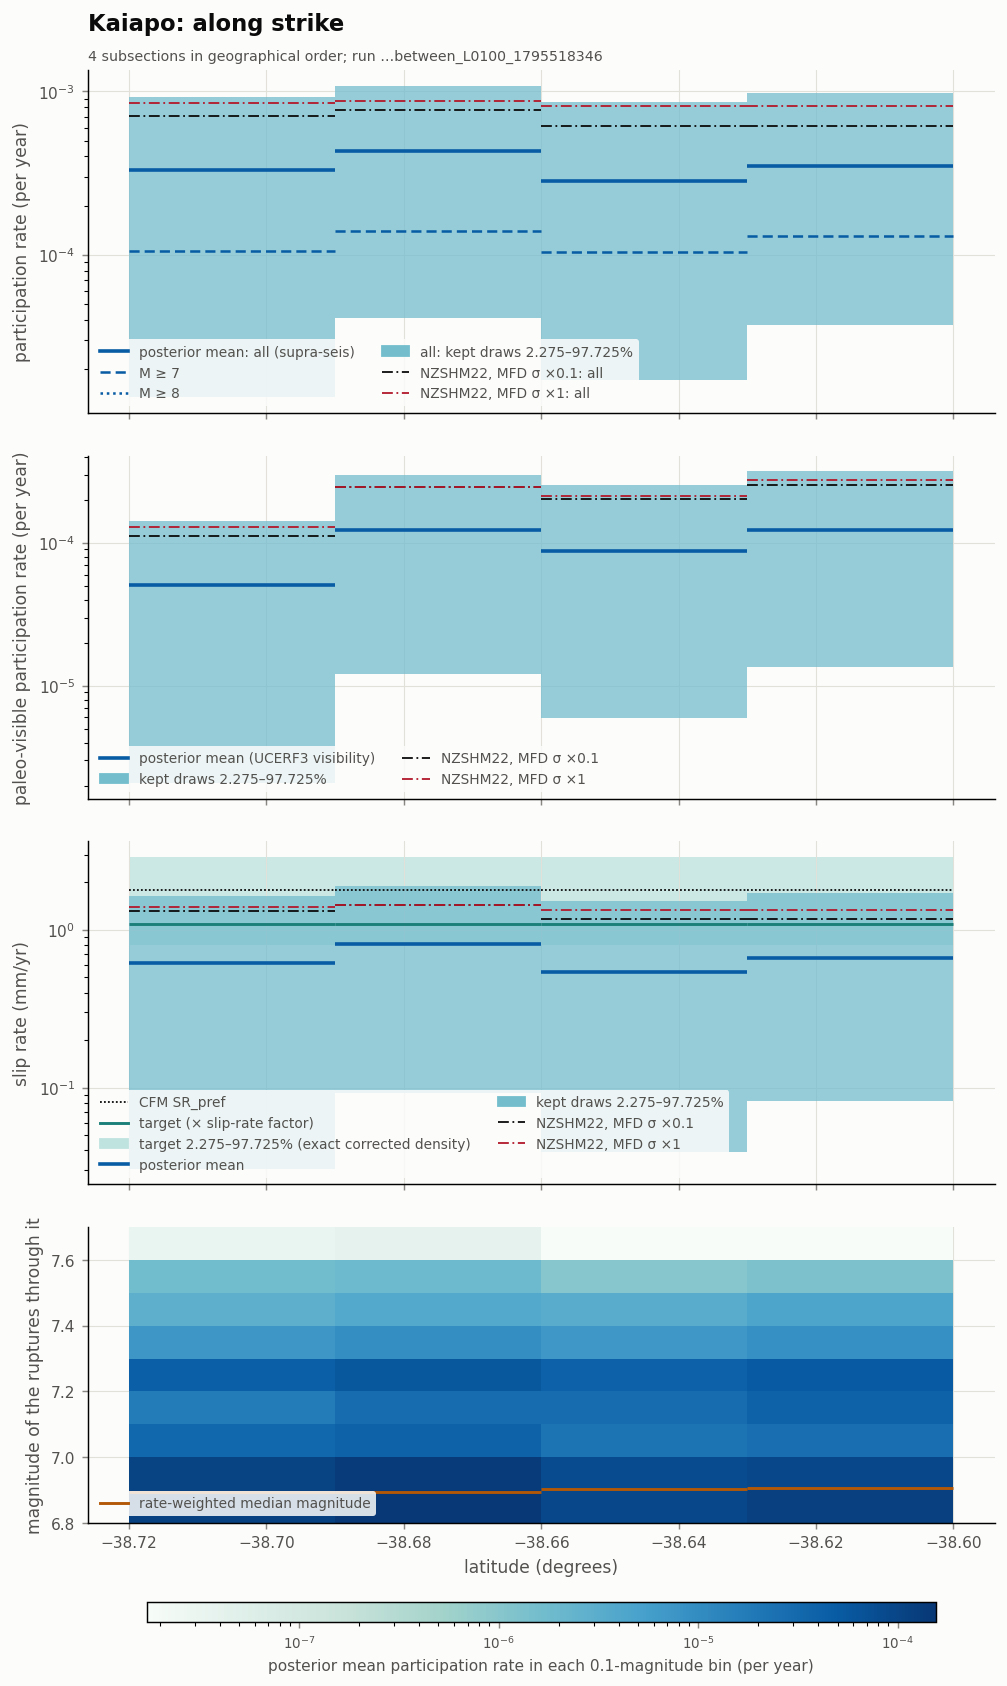 Kaiapo: along strike
4 subsections in geographical order; run ...between_L0100_1795518346
participation rate (per year)
10⁻³
10⁻⁴
posterior mean: all (supra-seis)
M ≥ 7
M ≥ 8
all: kept draws 2.275–97.725%
NZSHM22, MFD σ ×0.1: all
NZSHM22, MFD σ ×1: all
paleo-visible participation rate (per year)
10⁻⁴
10⁻⁵
posterior mean (UCERF3 visibility)
kept draws 2.275–97.725%
NZSHM22, MFD σ ×0.1
NZSHM22, MFD σ ×1
slip rate (mm/yr)
10⁰
10⁻¹
CFM SR_pref
target (× slip-rate factor)
target 2.275–97.725% (exact corrected density)
posterior mean
kept draws 2.275–97.725%
NZSHM22, MFD σ ×0.1
NZSHM22, MFD σ ×1
magnitude of the ruptures through it
7.6
7.4
7.2
7.0
6.8
rate-weighted median magnitude
−38.72 −38.70 −38.68 −38.66 −38.64 −38.62 −38.60
latitude (degrees)
10⁻⁷ 10⁻⁶ 10⁻⁵ 10⁻⁴
posterior mean participation rate in each 0.1-magnitude bin (per year)